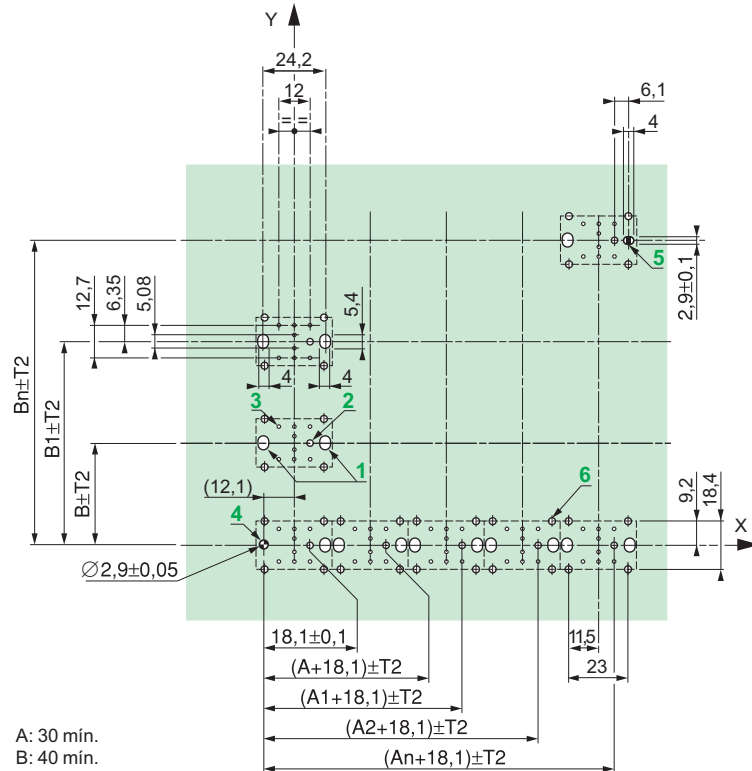 Y
24,2
12
= =
6,1
4
5
2,9±0,1
12,7
6,35
5,08
5,4
4
4
Bn±T2
B1±T2
B±T2
3
2
1
(12,1)
4
6
9,2
18,4
X
∅2,9±0,05
18,1±0,1
11,5
(A+18,1)±T2
23
(A1+18,1)±T2
(A2+18,1)±T2
(An+18,1)±T2
A: 30 mín.
B: 40 mín.